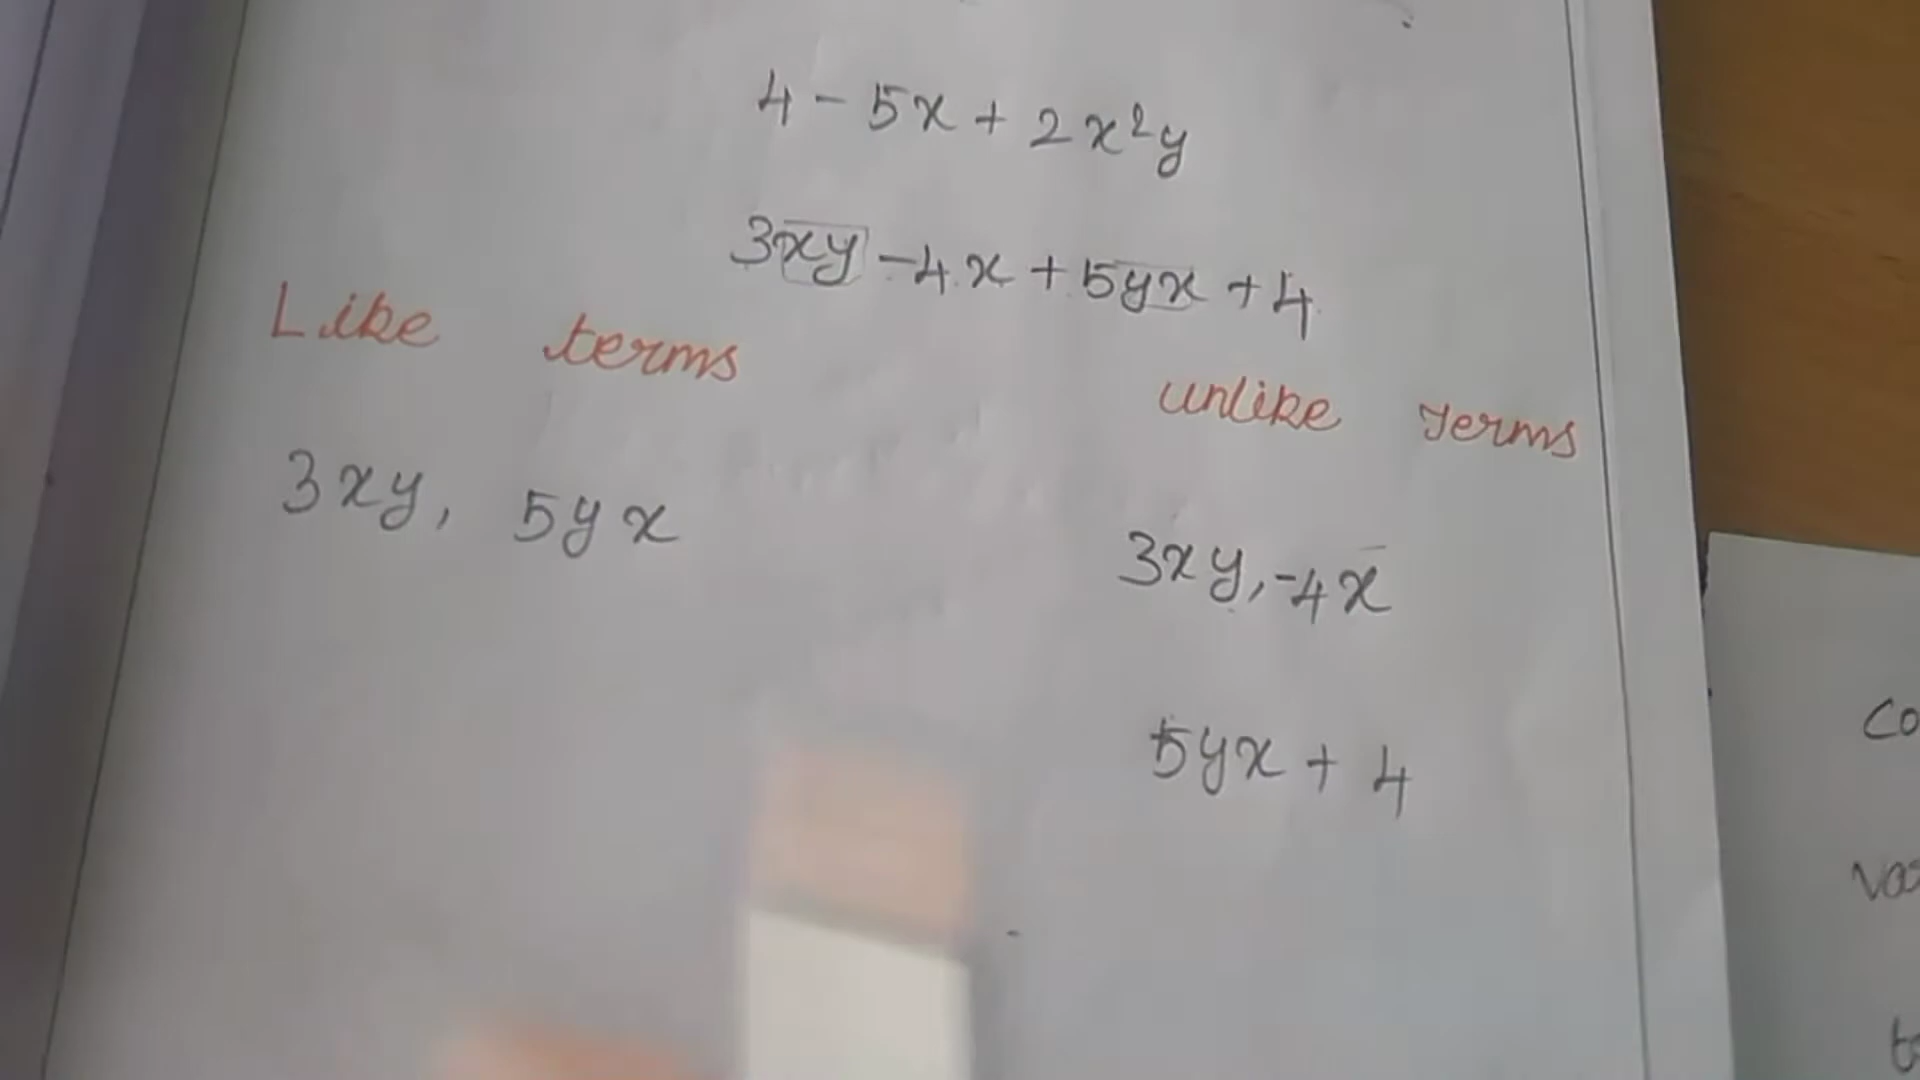 4 - 5x + 2x²y
3xy - 4x + 5yx + 4
Like terms
unlike Terms
3xy, 5yx
3xy, -4x
5yx + 4